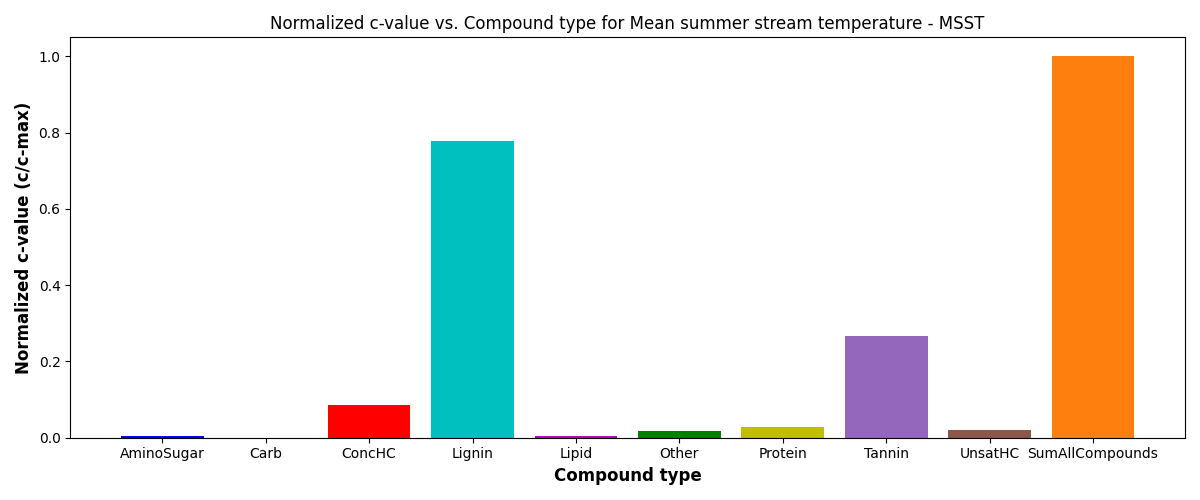 Normalized c-value vs. Compound type for Mean summer stream temperature - MSST
Normalized c-value (c/c-max)
1.0
0.8
0.6
0.4
0.2
0.0
AminoSugar Carb ConcHC Lignin Lipid Other Protein Tannin UnsatHC SumAllCompounds
Compound type